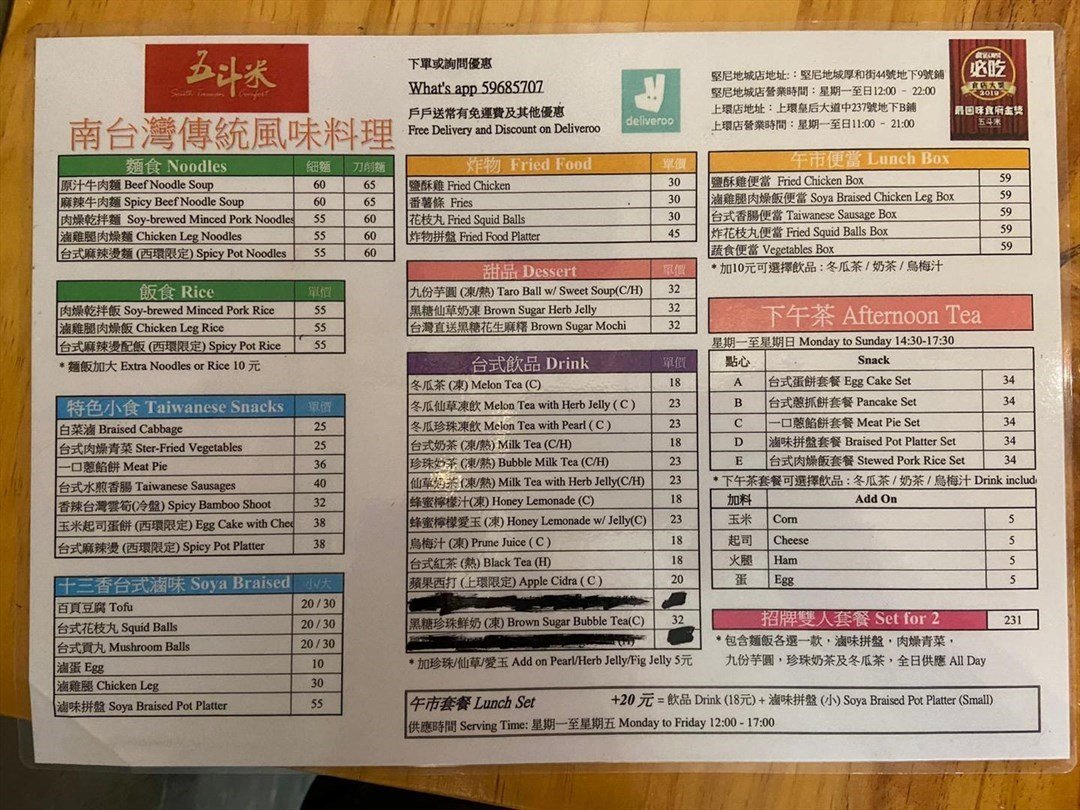 五斗米
South Taiwan Comfort
南台灣傳統風味料理
下單或詢問優惠
What's app 59685707
戶戶送常有免運費及其他優惠
Free Delivery and Discount on Deliveroo
deliveroo
堅尼地城店地址:：堅尼地城厚和街44號地下9號鋪
堅尼地城店營業時間：星期一至日12:00 - 22:00
上環店地址：上環皇后大道中237號地下B鋪
上環店營業時間：星期一至日11:00 - 21:00
必吃
食店大獎
2019
最回味食府金獎
五斗米
麵食 Noodles 細麵 刀削麵
原汁牛肉麵 Beef Noodle Soup 60 65
麻辣牛肉麵 Spicy Beef Noodle Soup 60 65
肉燥乾拌麵 Soy-brewed Minced Pork Noodles 55 60
滷雞腿肉燥麵 Chicken Leg Noodles 55 60
台式麻辣燙麵 (西環限定) Spicy Pot Noodles 55 60
飯食 Rice 單價
肉燥乾拌飯 Soy-brewed Minced Pork Rice 55
滷雞腿肉燥飯 Chicken Leg Rice 55
台式麻辣燙配飯 (西環限定) Spicy Pot Rice 55
* 麵飯加大 Extra Noodles or Rice 10 元
特色小食 Taiwanese Snacks 單價
白菜滷 Braised Cabbage 25
台式肉燥青菜 Ster-Fried Vegetables 25
一口蔥餡餅 Meat Pie 36
台式水煎香腸 Taiwanese Sausages 40
香辣台灣雲筍(冷盤) Spicy Bamboo Shoot 32
玉米起司蛋餅 (西環限定) Egg Cake with Chee 38
台式麻辣燙 (西環限定) Spicy Pot Platter 38
十三香台式滷味 Soya Braised 小/大
百頁豆腐 Tofu 20 / 30
台式花枝丸 Squid Balls 20 / 30
台式貢丸 Mushroom Balls 20 / 30
滷蛋 Egg 10
滷雞腿 Chicken Leg 30
滷味拼盤 Soya Braised Pot Platter 55
炸物 Fried Food 單價
鹽酥雞 Fried Chicken 30
番薯條 Fries 30
花枝丸 Fried Squid Balls 30
炸物拼盤 Fried Food Platter 45
甜品 Dessert 單價
九份芋圓 (凍/熱) Taro Ball w/ Sweet Soup(C/H) 32
黑糖仙草奶凍 Brown Sugar Herb Jelly 32
台灣直送黑糖花生麻糬 Brown Sugar Mochi 32
台式飲品 Drink 單價
冬瓜茶 (凍) Melon Tea (C) 18
冬瓜仙草凍飲 Melon Tea with Herb Jelly ( C ) 23
冬瓜珍珠凍飲 Melon Tea with Pearl ( C ) 23
台式奶茶 (凍/熱) Milk Tea (C/H) 18
珍珠奶茶 (凍/熱) Bubble Milk Tea (C/H) 23
仙草奶茶 (凍/熱) Milk Tea with Herb Jelly(C/H) 23
蜂蜜檸檬汁(凍) Honey Lemonade (C) 18
蜂蜜檸檬愛玉 (凍) Honey Lemonade w/ Jelly(C) 23
烏梅汁 (凍) Prune Juice ( C ) 18
台式紅茶 (熱) Black Tea (H) 18
蘋果西打 (上環限定) Apple Cidra ( C ) 20
黑糖珍珠鮮奶 (凍) Brown Sugar Bubble Tea(C) 32
* 加珍珠/仙草/愛玉 Add on Pearl/Herb Jelly/Fig Jelly 5元
午市便當 Lunch Box
鹽酥雞便當 Fried Chicken Box 59
滷雞腿肉燥飯便當 Soya Braised Chicken Leg Box 59
台式香腸便當 Taiwanese Sausage Box 59
炸花枝丸便當 Fried Squid Balls Box 59
蔬食便當 Vegetables Box 59
* 加10元可選擇飲品 : 冬瓜茶 / 奶茶 / 烏梅汁
下午茶 Afternoon Tea
星期一至星期日 Monday to Sunday 14:30-17:30
點心 Snack
A 台式蛋餅套餐 Egg Cake Set 34
B 台式蔥抓餅套餐 Pancake Set 34
C 一口蔥餡餅套餐 Meat Pie Set 34
D 滷味拼盤套餐 Braised Pot Platter Set 34
E 台式肉燥飯套餐 Stewed Pork Rice Set 34
* 下午茶套餐可選擇飲品 : 冬瓜茶 / 奶茶 / 烏梅汁 Drink includ
加料 Add On
玉米 Corn 5
起司 Cheese 5
火腿 Ham 5
蛋 Egg 5
招牌雙人套餐 Set for 2 231
* 包含麵飯各選一款，滷味拼盤，肉燥青菜，
九份芋圓，珍珠奶茶及冬瓜茶，全日供應 All Day
午市套餐 Lunch Set +20 元 = 飲品 Drink (18元) + 滷味拼盤 (小) Soya Braised Pot Platter (Small)
供應時間 Serving Time: 星期一至星期五 Monday to Friday 12:00 - 17:00